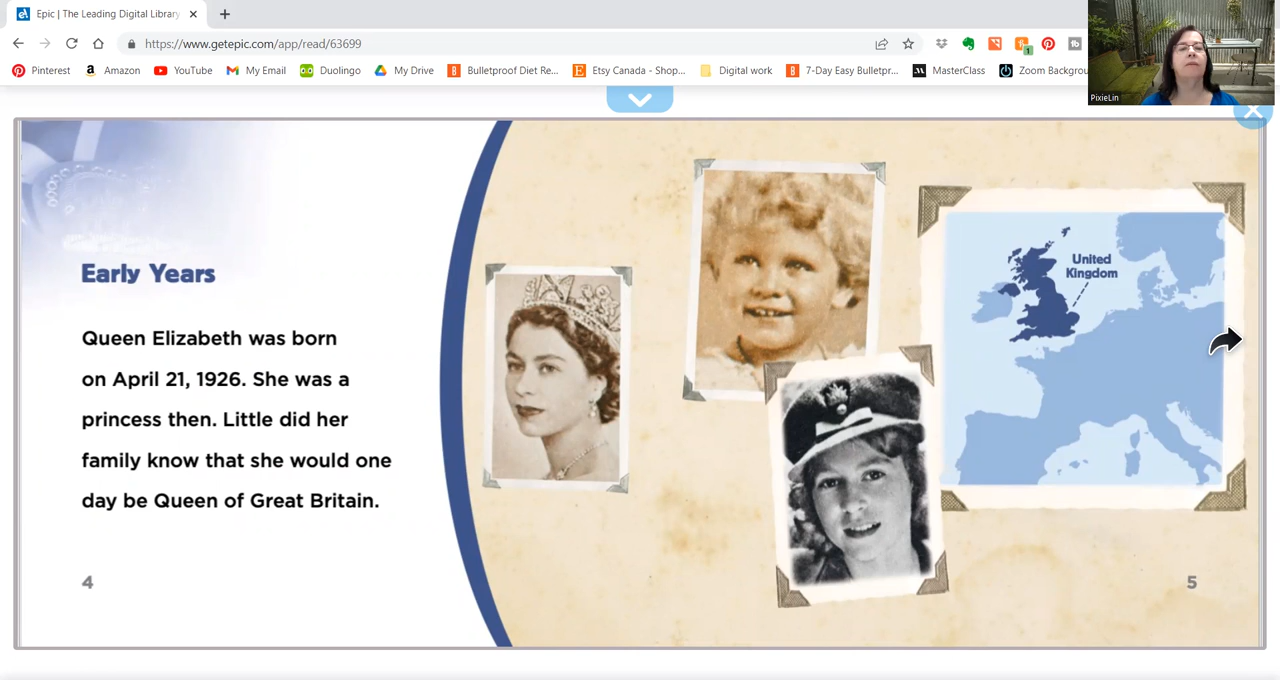 Epic | The Leading Digital Library
https://www.getepic.com/app/read/63699
Pinterest
Amazon
YouTube
My Email
Duolingo
My Drive
Bulletproof Diet Re...
Etsy Canada - Shop...
Digital work
7-Day Easy Bulletpr...
MasterClass
Zoom Backgrou
1
PixieLin
Early Years
Queen Elizabeth was born
on April 21, 1926. She was a
princess then. Little did her
family know that she would one
day be Queen of Great Britain.
4
United
Kingdom
5